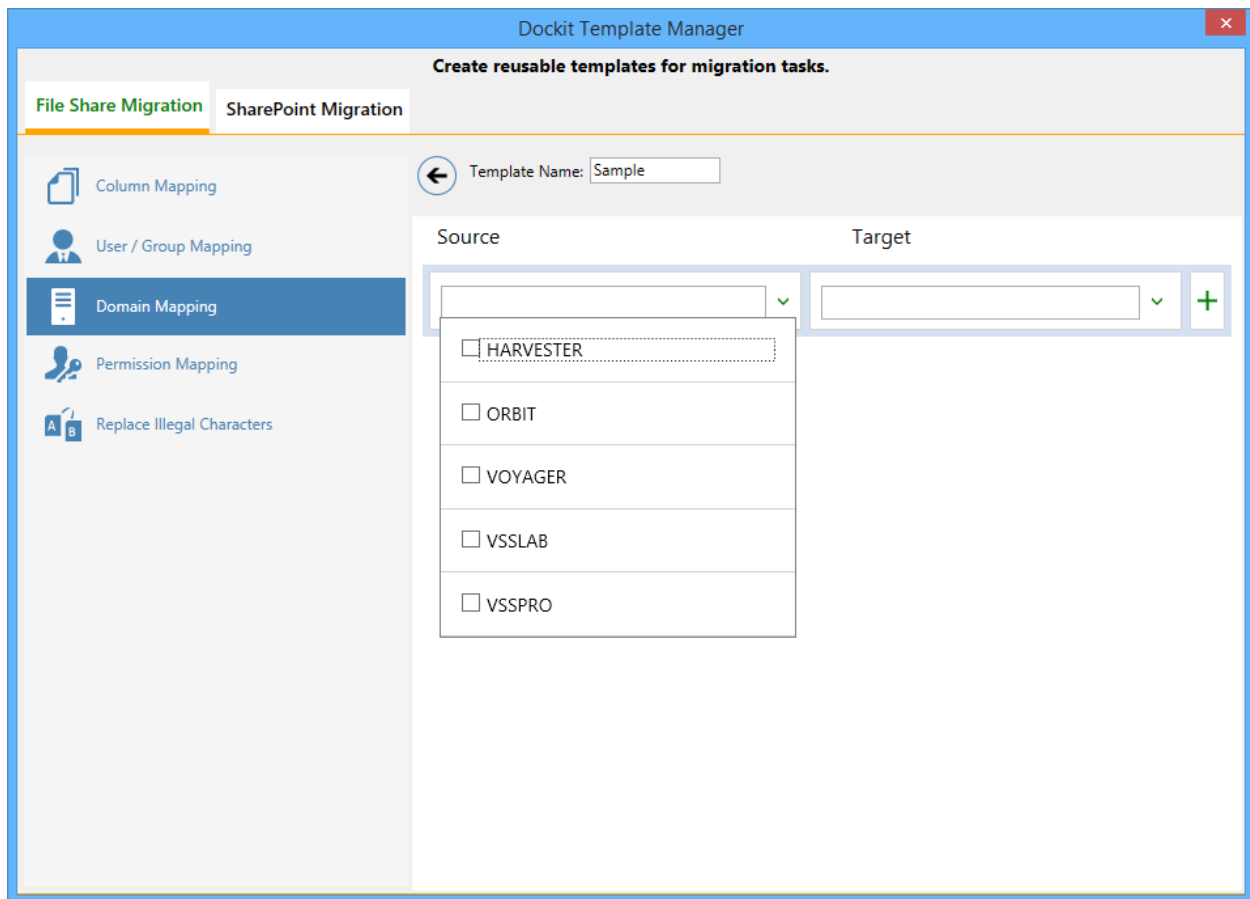 Dockit Template Manager
Create reusable templates for migration tasks.
File Share Migration
SharePoint Migration
Column Mapping
User / Group Mapping
Domain Mapping
Permission Mapping
A B
Replace Illegal Characters
Template Name: Sample
Source Target
HARVESTER
ORBIT
VOYAGER
VSSLAB
VSSPRO